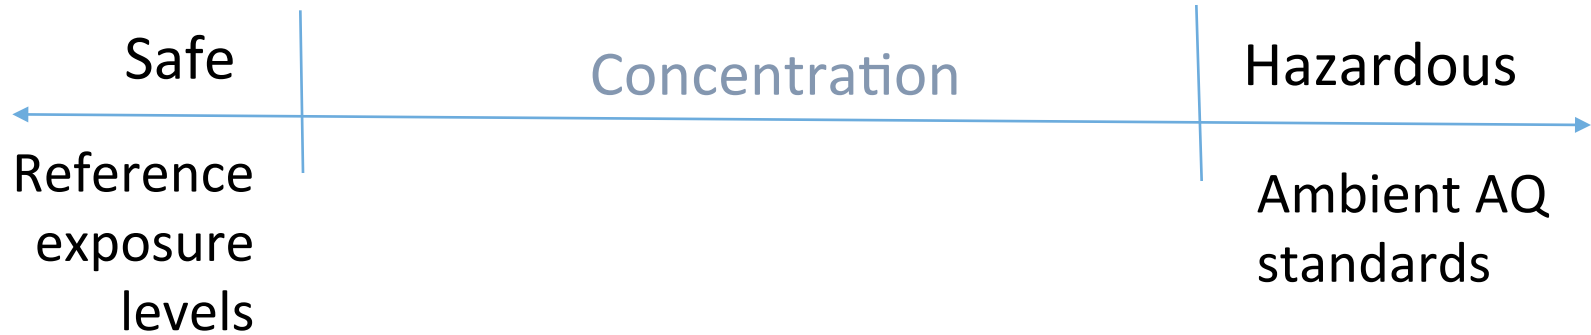 Safe
Concentration
Hazardous
Reference
exposure
levels
Ambient AQ
standards